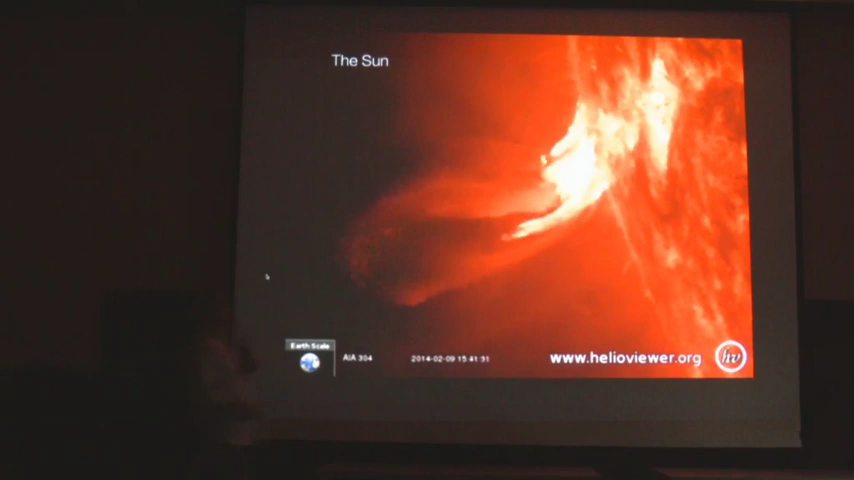 The Sun
Earth Scale
AIA 304
2014-02-09 15:41:31
www.helioviewer.org
hv